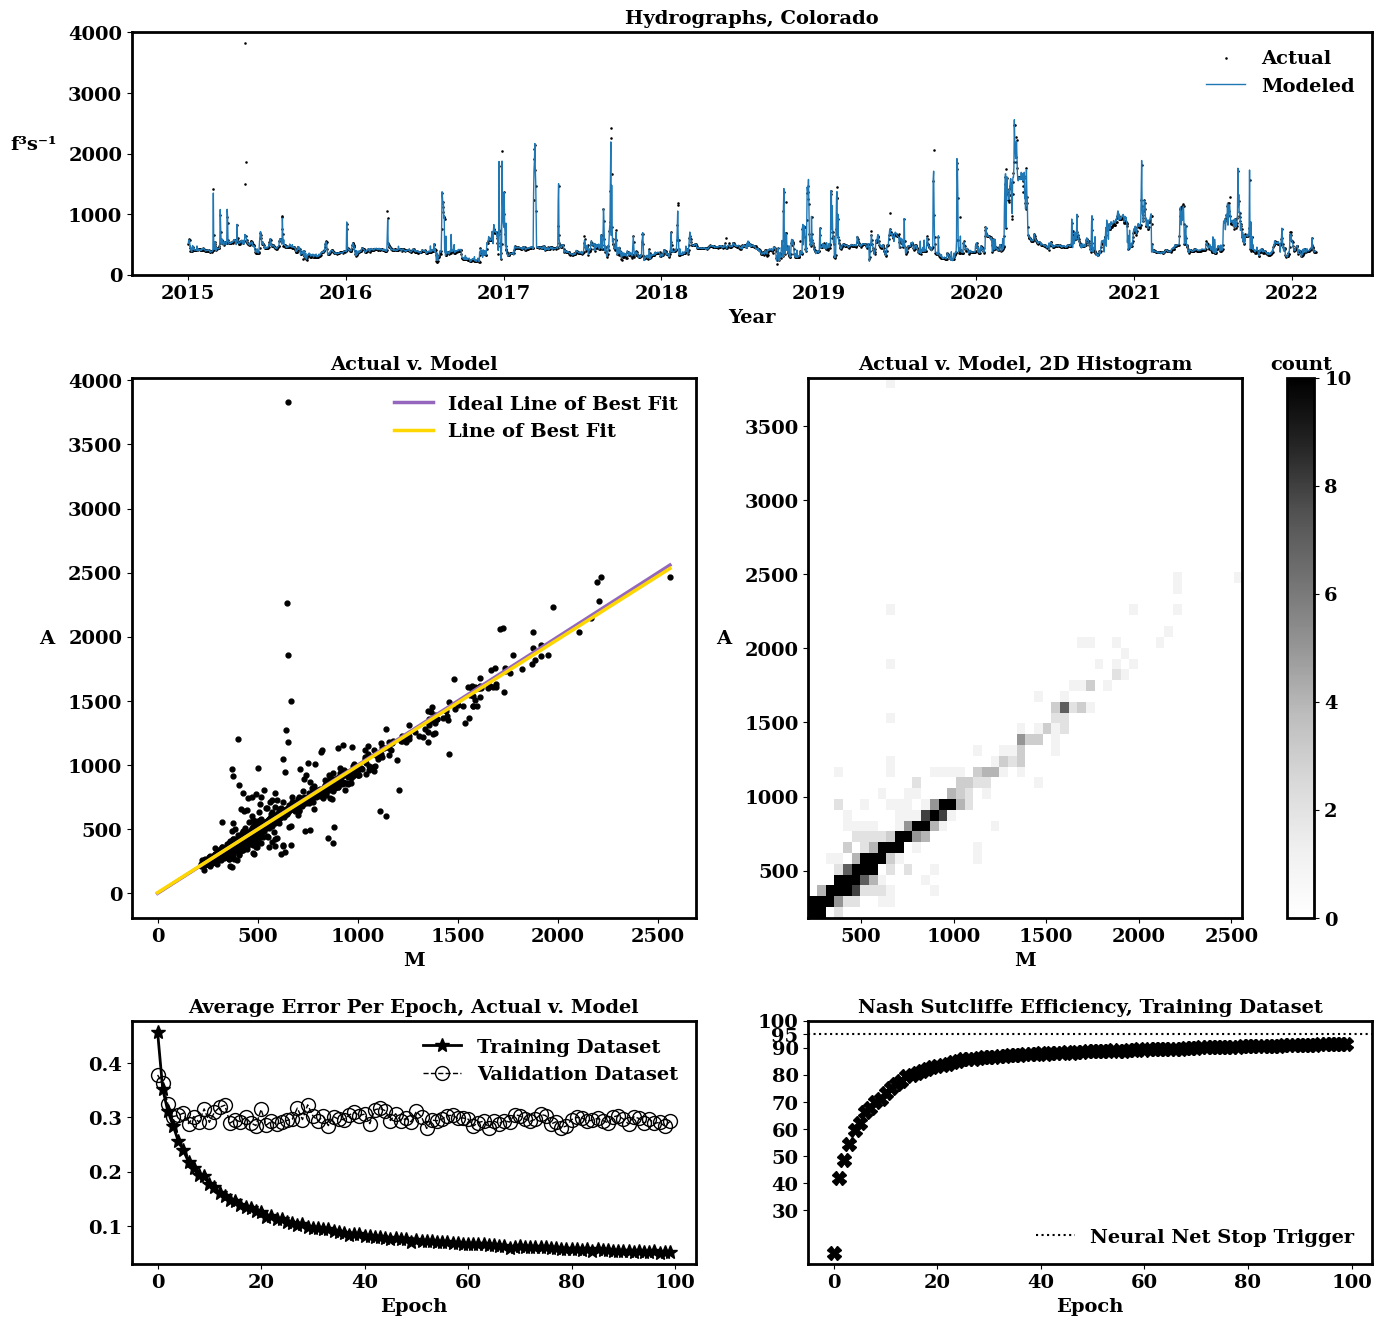 Hydrographs, Colorado
4000
3000
2000
1000
0
f³s⁻¹
Actual
Modeled
2015 2016 2017 2018 2019 2020 2021 2022
Year
Actual v. Model
4000
3500
3000
2500
2000
1500
1000
500
0
A
Ideal Line of Best Fit
Line of Best Fit
0 500 1000 1500 2000 2500
M
Actual v. Model, 2D Histogram
3500
3000
2500
2000
1500
1000
500
A
500 1000 1500 2000 2500
M
count
10
8
6
4
2
0
Average Error Per Epoch, Actual v. Model
0.4
0.3
0.2
0.1
Training Dataset
Validation Dataset
0 20 40 60 80 100
Epoch
Nash Sutcliffe Efficiency, Training Dataset
100
95
90
80
70
60
50
40
30
Neural Net Stop Trigger
0 20 40 60 80 100
Epoch